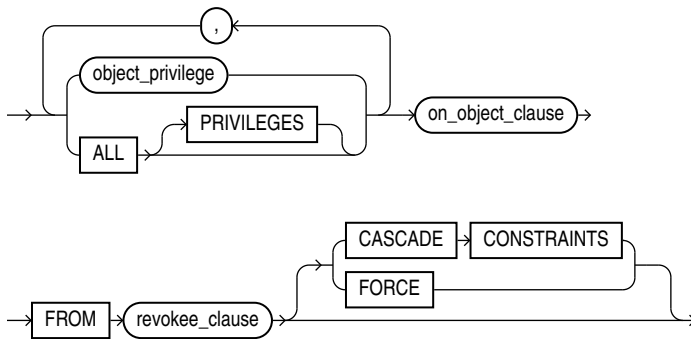 ,
object_privilege
ALL PRIVILEGES
on_object_clause
FROM revokee_clause
CASCADE CONSTRAINTS
FORCE